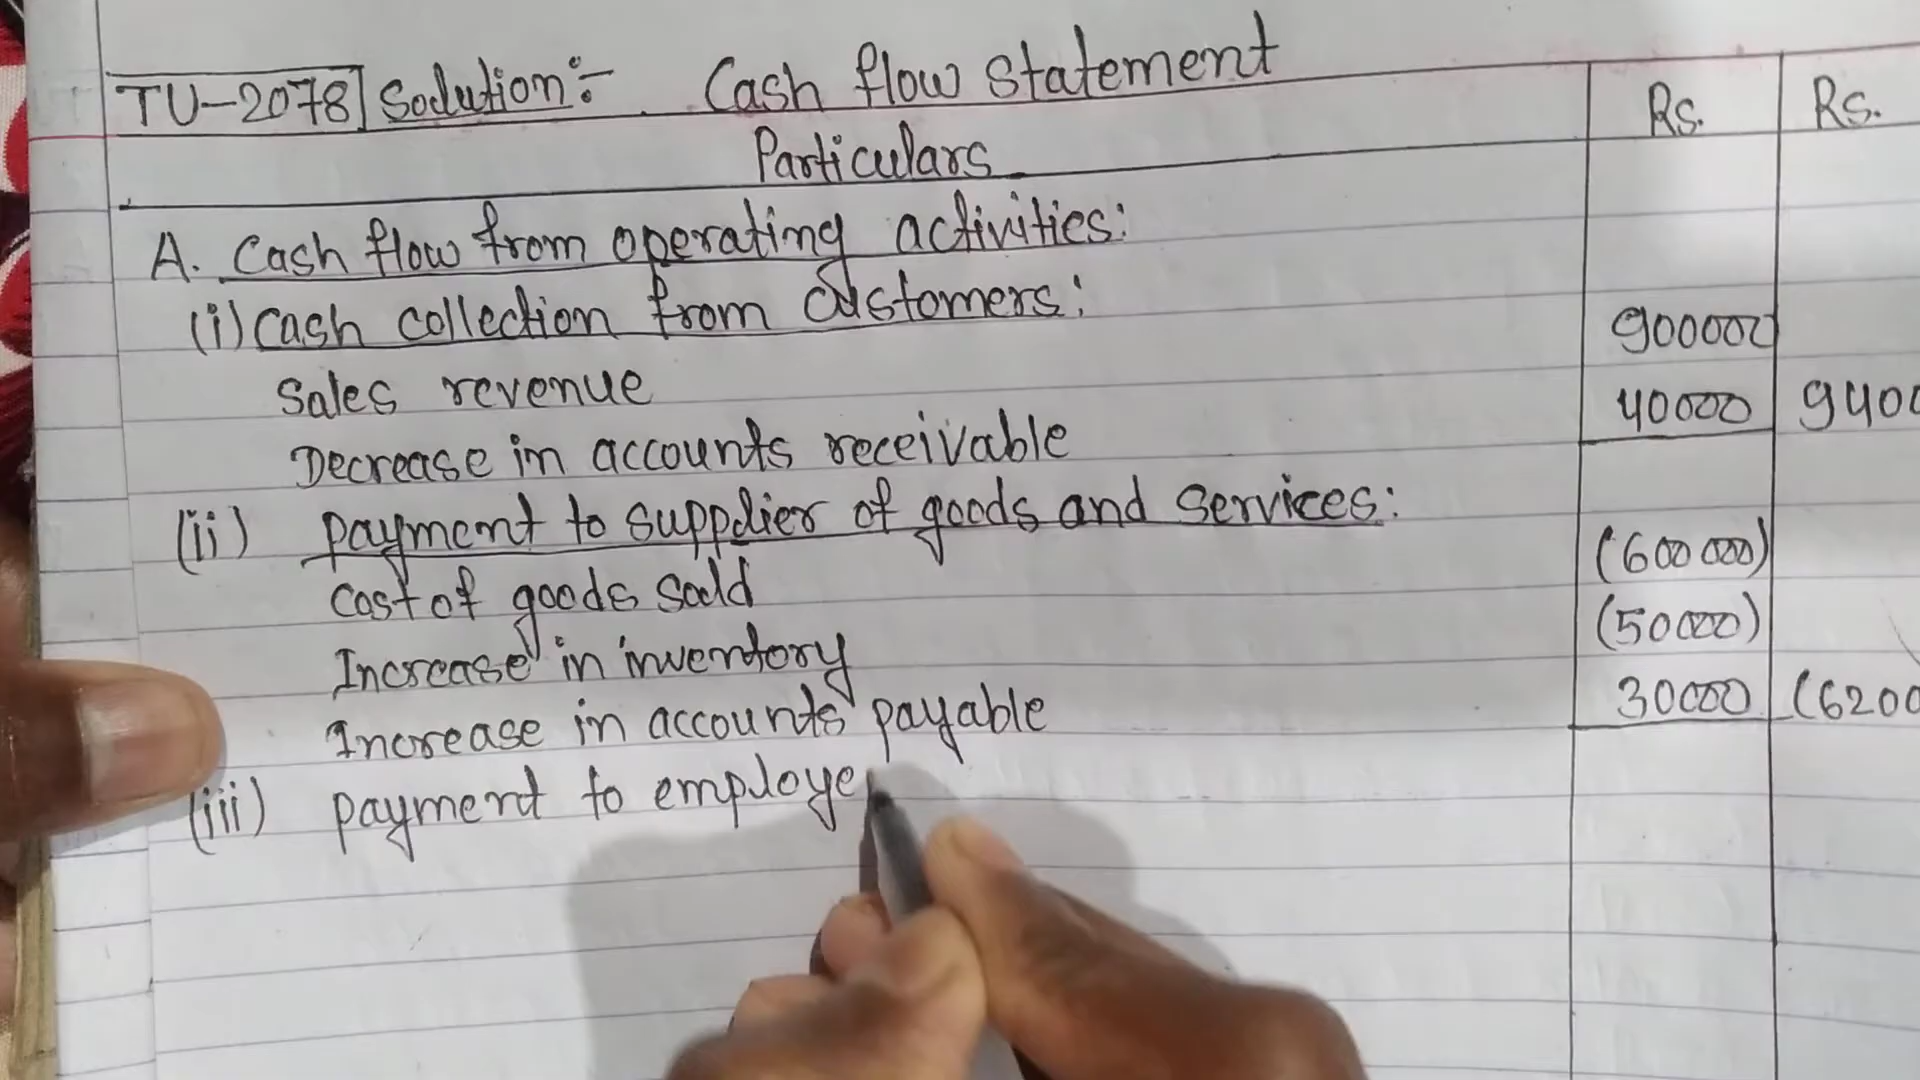 TU-2078] Solution:- Cash flow statement
Particulars Rs. Rs.
A. Cash flow from operating activities:
(i) Cash collection from customers:
Sales revenue 900000
Decrease in accounts receivable 40000 9400
(ii) payment to supplier of goods and services:
Cost of goods sold (600000)
Increase in inventory (50000)
Increase in accounts payable 30000 (6200
(iii) payment to employe